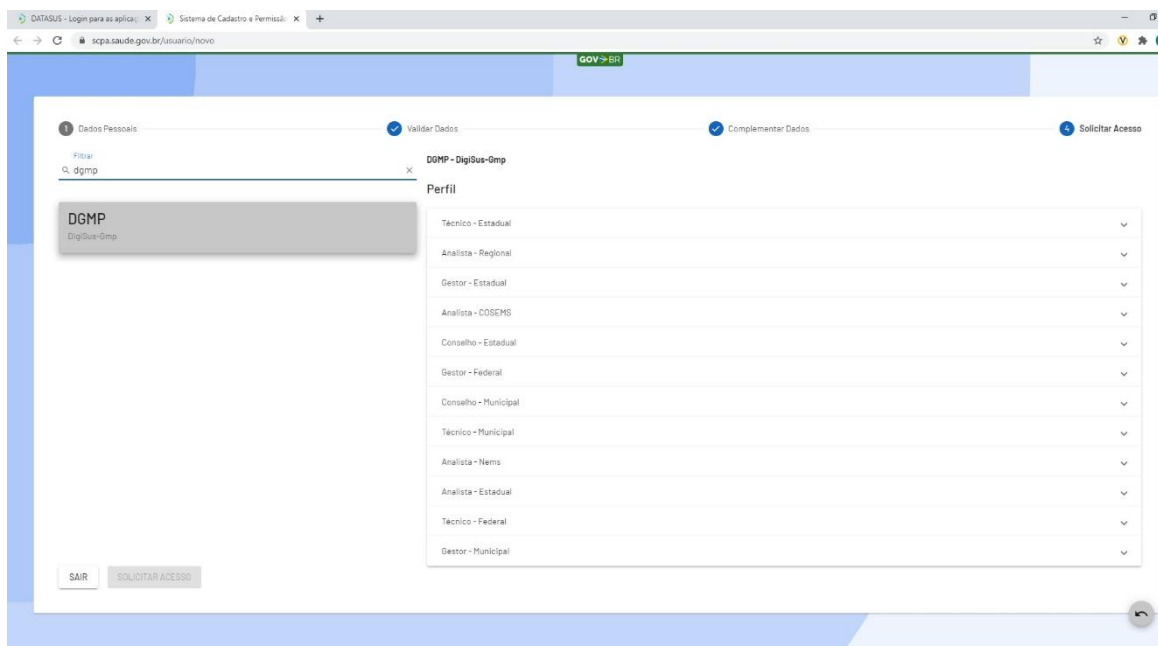 DATASUS - Login para as aplicaç
Sistema de Cadastro e Permissã
scpa.saude.gov.br/usuario/novo
GOV BR
1 Dados Pessoais
Validar Dados
Complementar Dados
4 Solicitar Acesso
Filtrar
dgmp
DGMP
DigiSus-Gmp
DGMP - DigiSus-Gmp
Perfil
Técnico - Estadual
Analista - Regional
Gestor - Estadual
Analista - COSEMS
Conselho - Estadual
Gestor - Federal
Conselho - Municipal
Técnico - Municipal
Analista - Nems
Analista - Estadual
Técnico - Federal
Gestor - Municipal
SAIR
SOLICITAR ACESSO